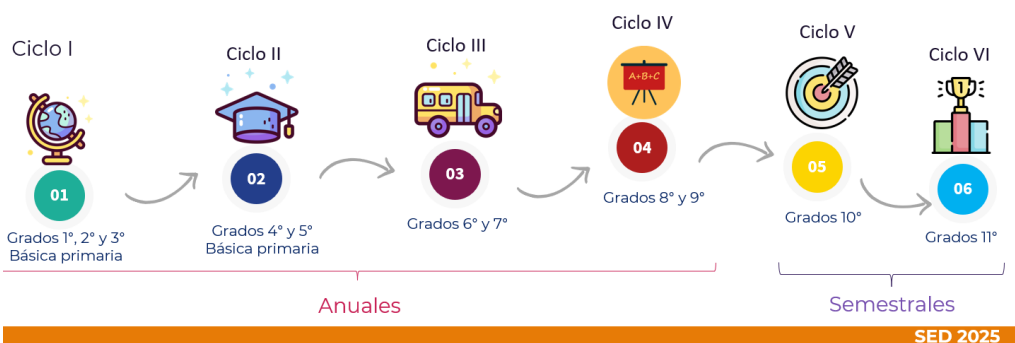 Ciclo I
01
Grados 1°, 2° y 3°
Básica primaria
Ciclo II
02
Grados 4° y 5°
Básica primaria
Ciclo III
03
Grados 6° y 7°
Ciclo IV
A+B+C
04
Grados 8° y 9°
Ciclo V
05
Grados 10°
Ciclo VI
1
06
Grados 11°
Anuales
Semestrales
SED 2025